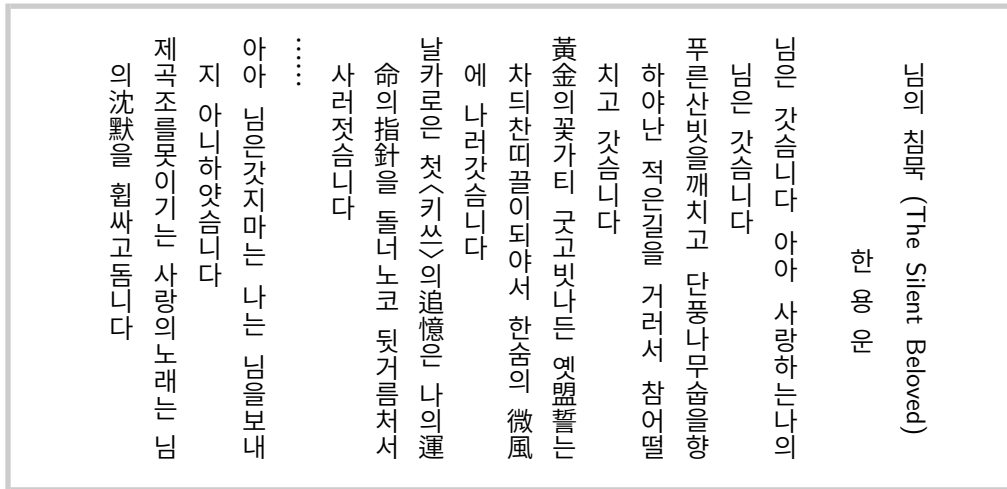 님의 침묵 (The Silent Beloved)
한 용 운
님은 갓슴니다 아아 사랑하는나의
님은 갓슴니다
푸른산빗을깨치고 단풍나무숩을향
하야난 적은길을 거러서 참어떨
치고 갓슴니다
黃金의꽃가티 굿고빗나든 옛盟誓는
차듸찬띠끌이되야서 한숨의 微風
에 나러갓슴니다
날카로은 첫〈키쓰〉의追憶은 나의運
命의指針을 돌너노코 뒷거름처서
사러젓슴니다
……
아아 님은갓지마는 나는 님을보내
지 아니하얏슴니다
제곡조를못이기는 사랑의노래는 님
의沈默을 휩싸고돔니다